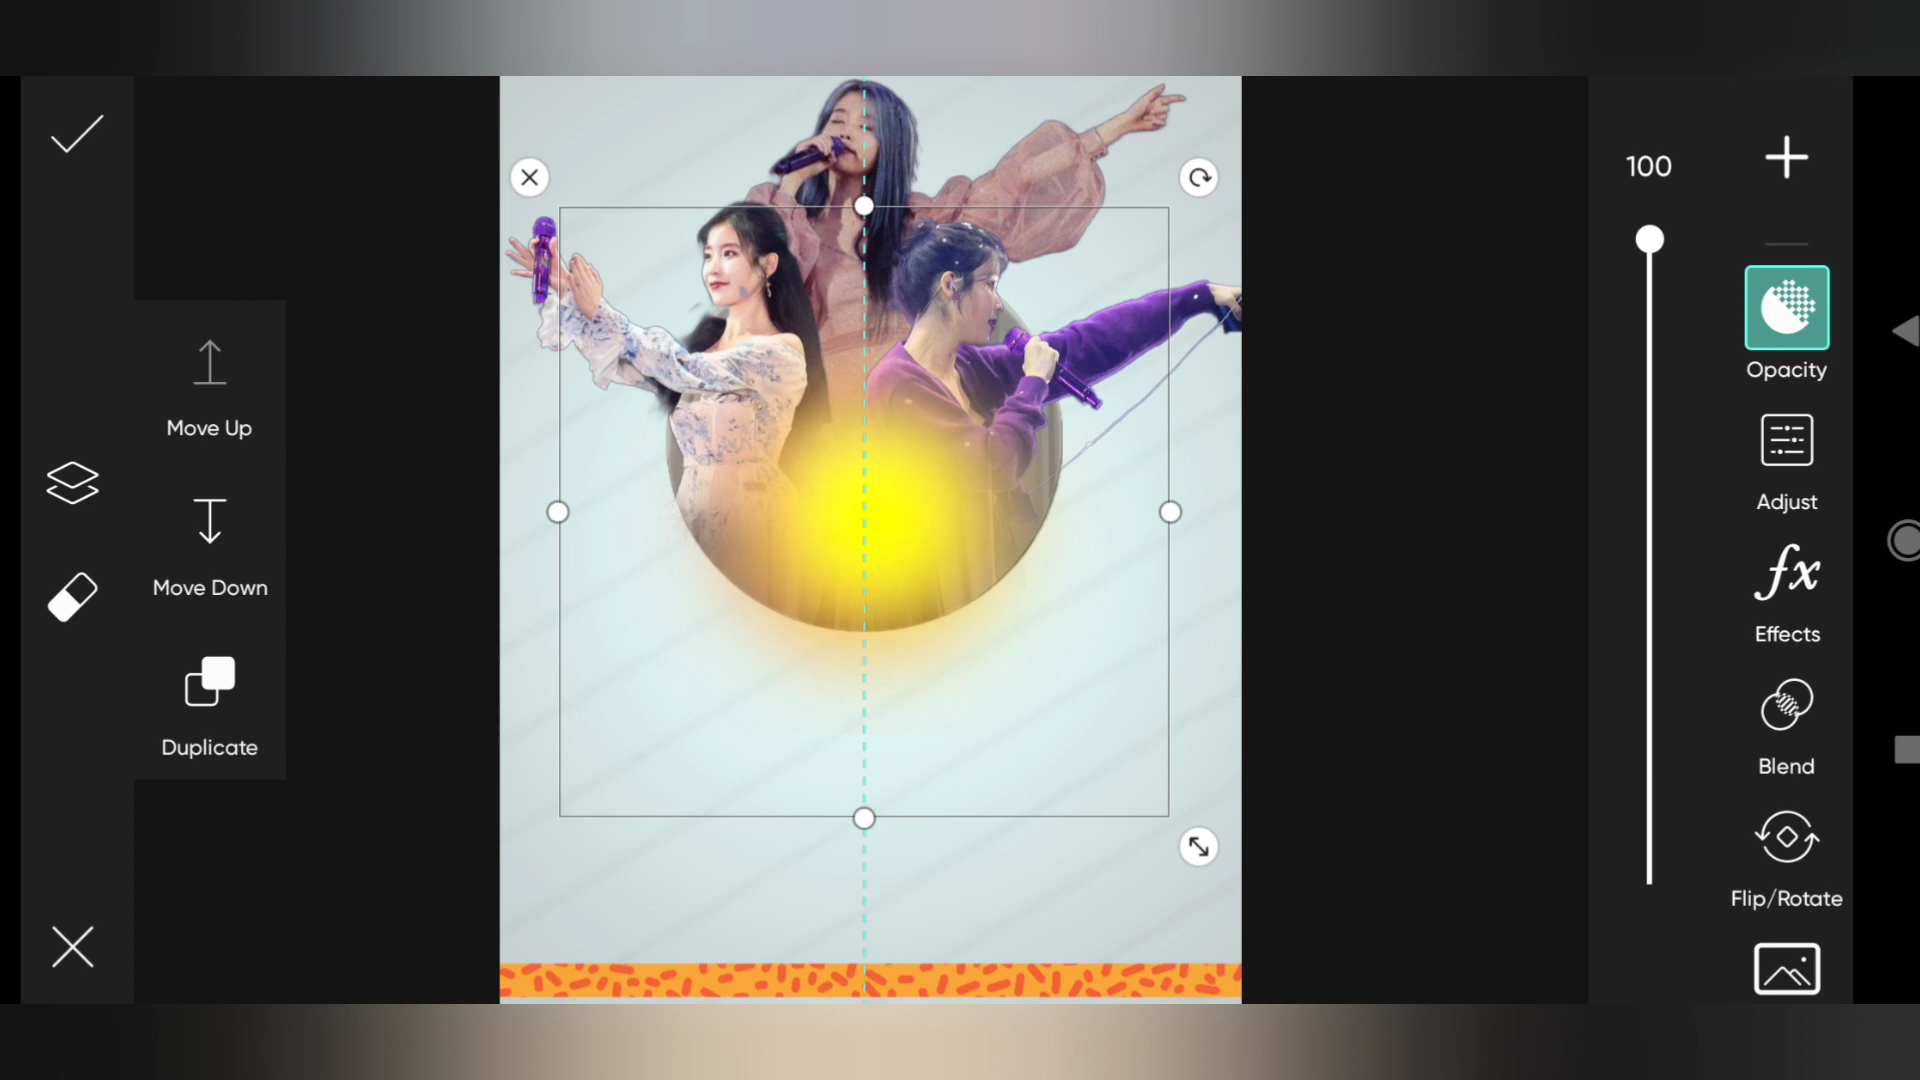 100
Opacity
Move Up
Adjust
Move Down
Effects
Duplicate
Blend
Flip/Rotate